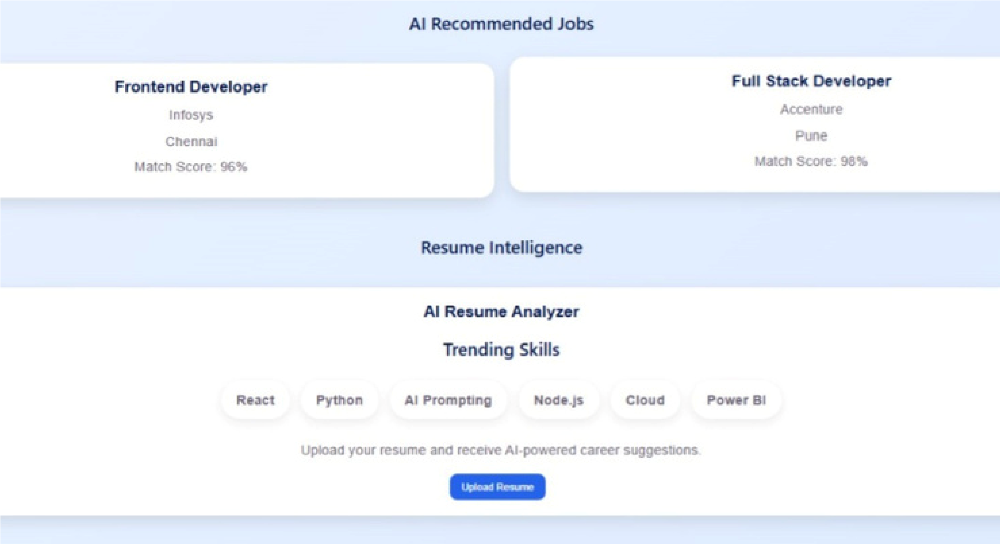 AI Recommended Jobs
Frontend Developer
Infosys
Chennai
Match Score: 96%
Full Stack Developer
Accenture
Pune
Match Score: 98%
Resume Intelligence
AI Resume Analyzer
Trending Skills
React Python AI Prompting Node.js Cloud Power BI
Upload your resume and receive AI-powered career suggestions.
Upload Resume